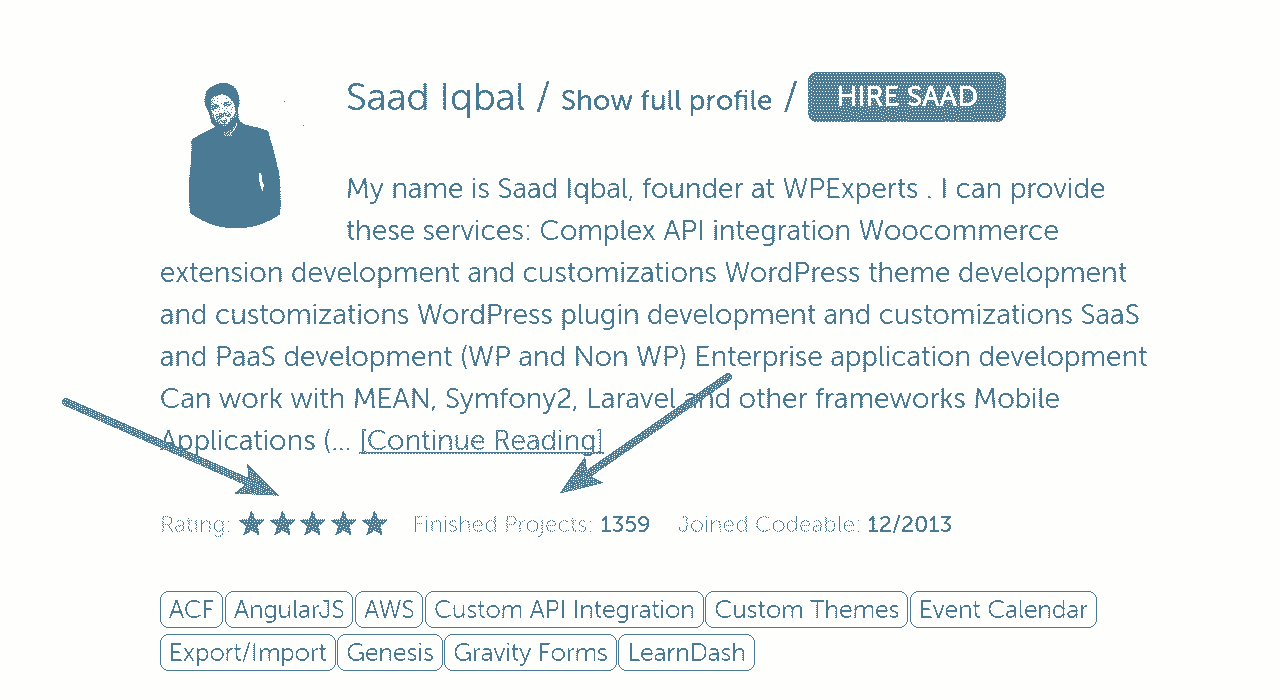 Saad Iqbal / Show full profile / HIRE SAAD
My name is Saad Iqbal, founder at WPExperts . I can provide
these services: Complex API integration Woocommerce
extension development and customizations WordPress theme development
and customizations WordPress plugin development and customizations SaaS
and PaaS development (WP and Non WP) Enterprise application development
Can work with MEAN, Symfony2, Laravel and other frameworks Mobile
Applications (... [Continue Reading]
Rating: Finished Projects: 1359 Joined Codeable: 12/2013
ACF AngularJS AWS Custom API Integration Custom Themes Event Calendar
Export/Import Genesis Gravity Forms LearnDash